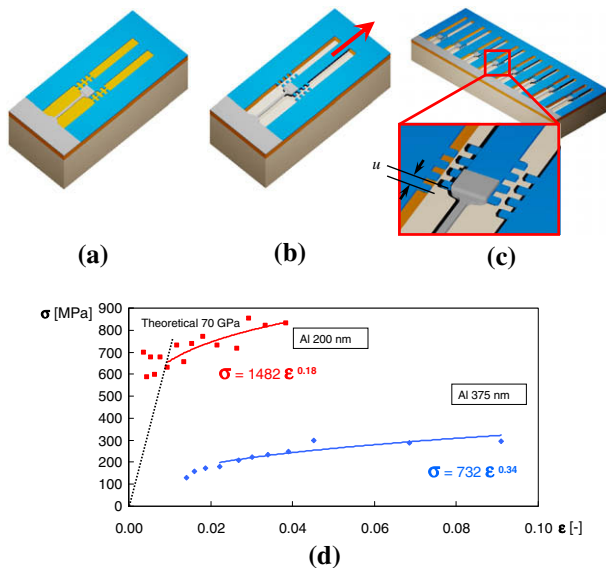 (a)
(b)
(c)
u
σ [MPa]
900
800
700
600
500
400
300
200
100
0
Theoretical 70 GPa
Al 200 nm
σ = 1482 ε^0.18
Al 375 nm
σ = 732 ε^0.34
0.00
0.02
0.04
0.06
0.08
0.10
ε [-]
(d)